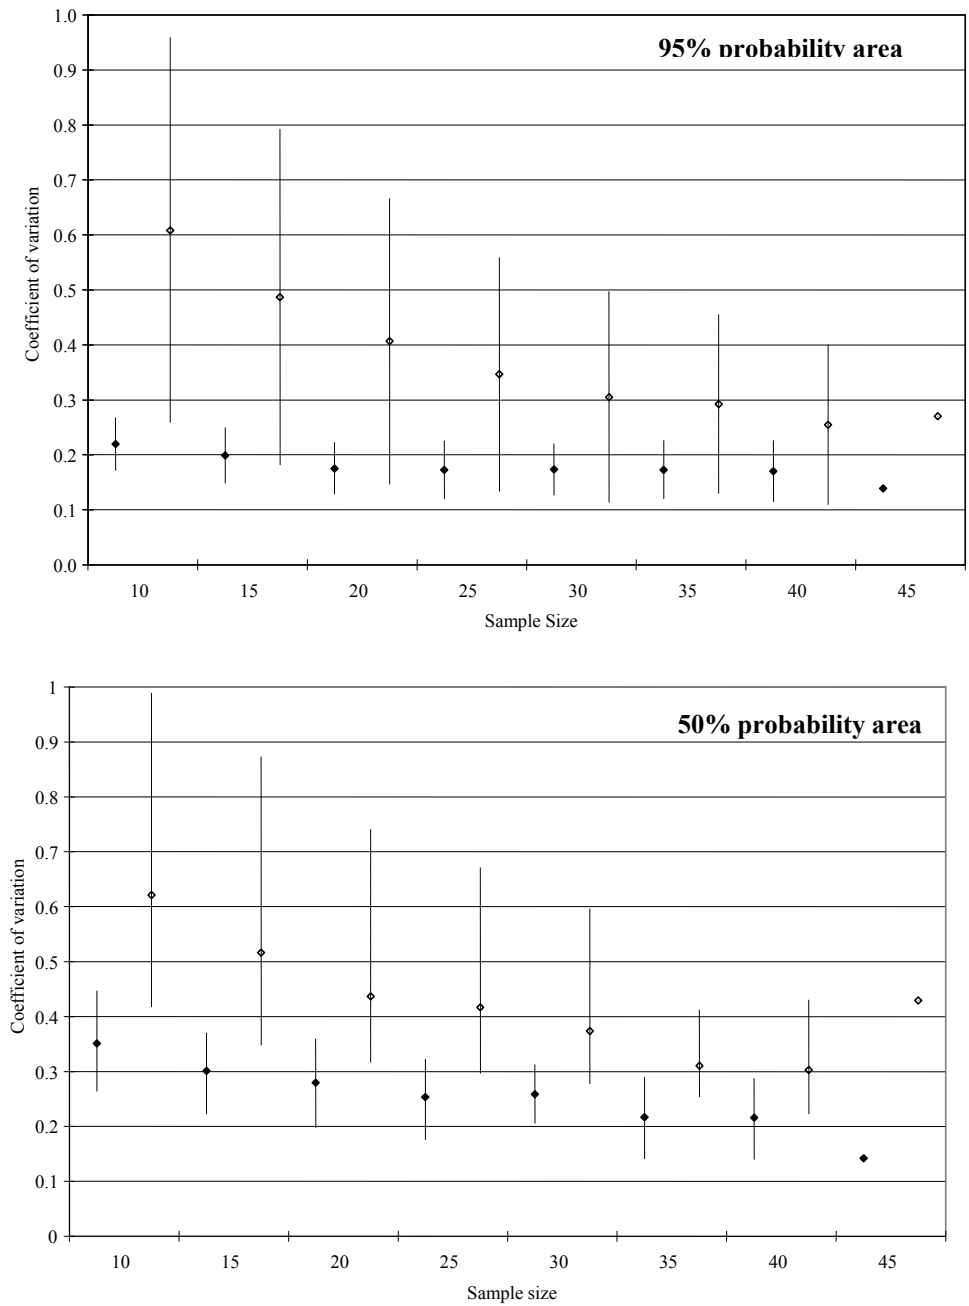 95% probability area
1.0
0.9
0.8
0.7
0.6
0.5
0.4
0.3
0.2
0.1
0.0
Coefficient of variation
10 15 20 25 30 35 40 45
Sample Size
50% probability area
1
0.9
0.8
0.7
0.6
0.5
0.4
0.3
0.2
0.1
0
Coefficient of variation
10 15 20 25 30 35 40 45
Sample size